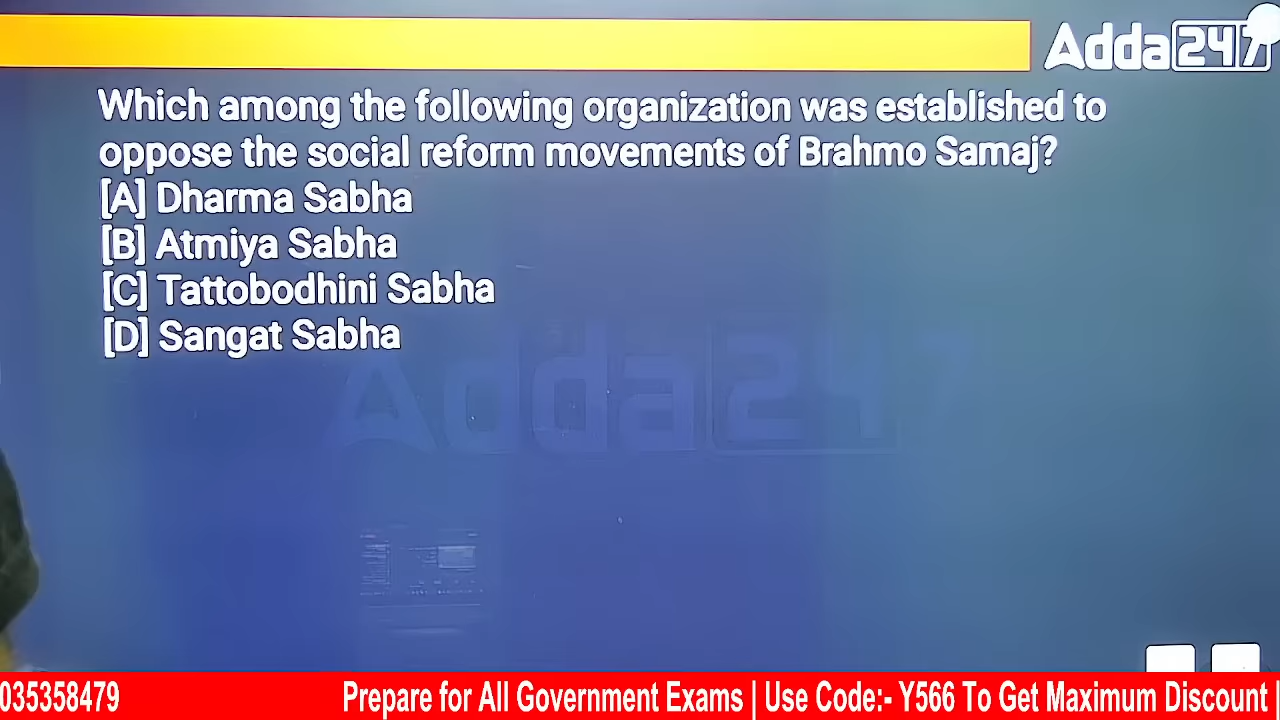 Adda247
Which among the following organization was established to
oppose the social reform movements of Brahmo Samaj?
[A] Dharma Sabha
[B] Atmiya Sabha
[C] Tattobodhini Sabha
[D] Sangat Sabha
Adda247
035358479 Prepare for All Government Exams | Use Code:- Y566 To Get Maximum Discount |